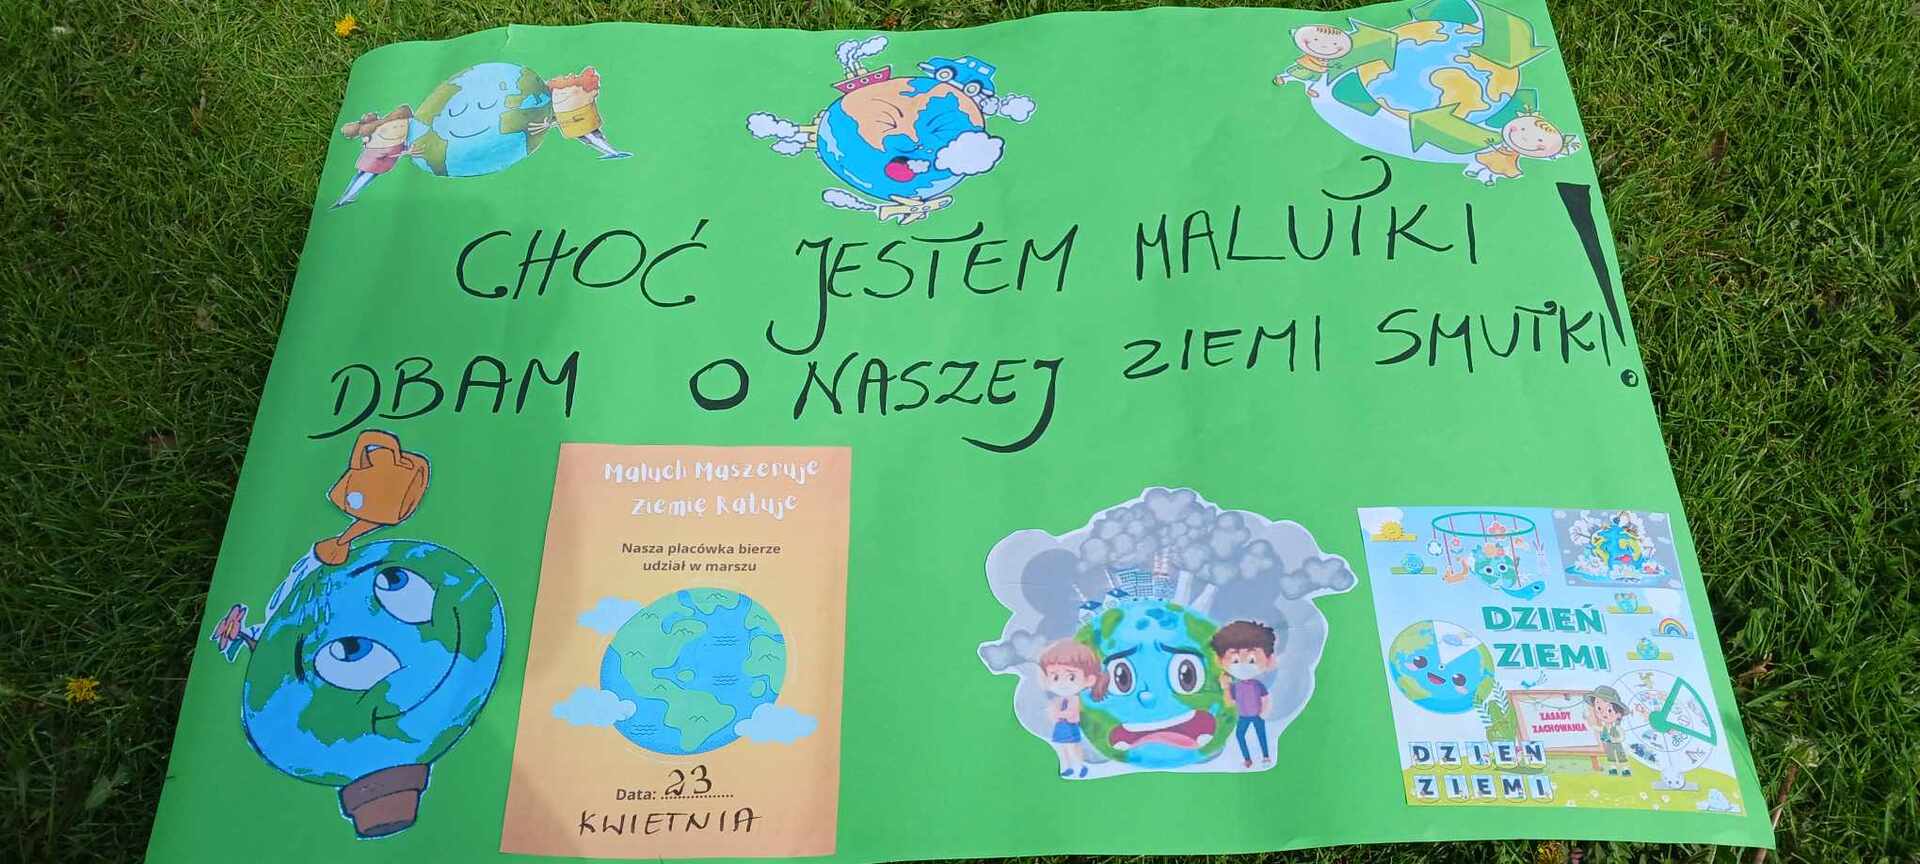 CHOĆ JESTEM MALUTKI
DBAM O NASZEJ ZIEMI SMUTKI!
Maluch Maszeruje
Ziemię Ratuje
Nasza placówka bierze
udział w marszu
Data: 23
KWIETNIA
DZIEŃ
ZIEMI
ZASADY
ZACHOWANIA
DZIEŃ
ZIEMI